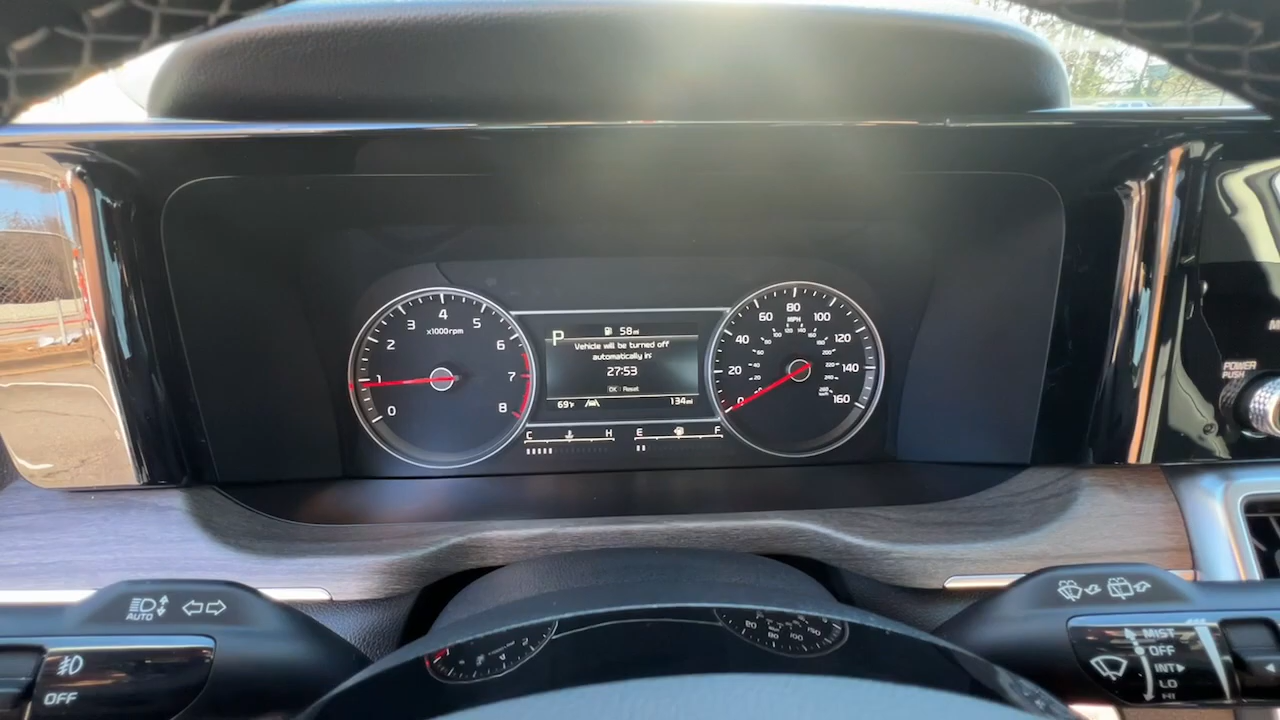 4
3 5
x1000rpm
2 6
1 7
0 8
P 58mi
Vehicle will be turned off
automatically in:
27:53
OK : Reset
69°F 134mi
C H E F
80
60 100
MPH
40 120
20 140
0 160
POWER
PUSH
AUTO
OFF
MIST
OFF
INT
LO
HI